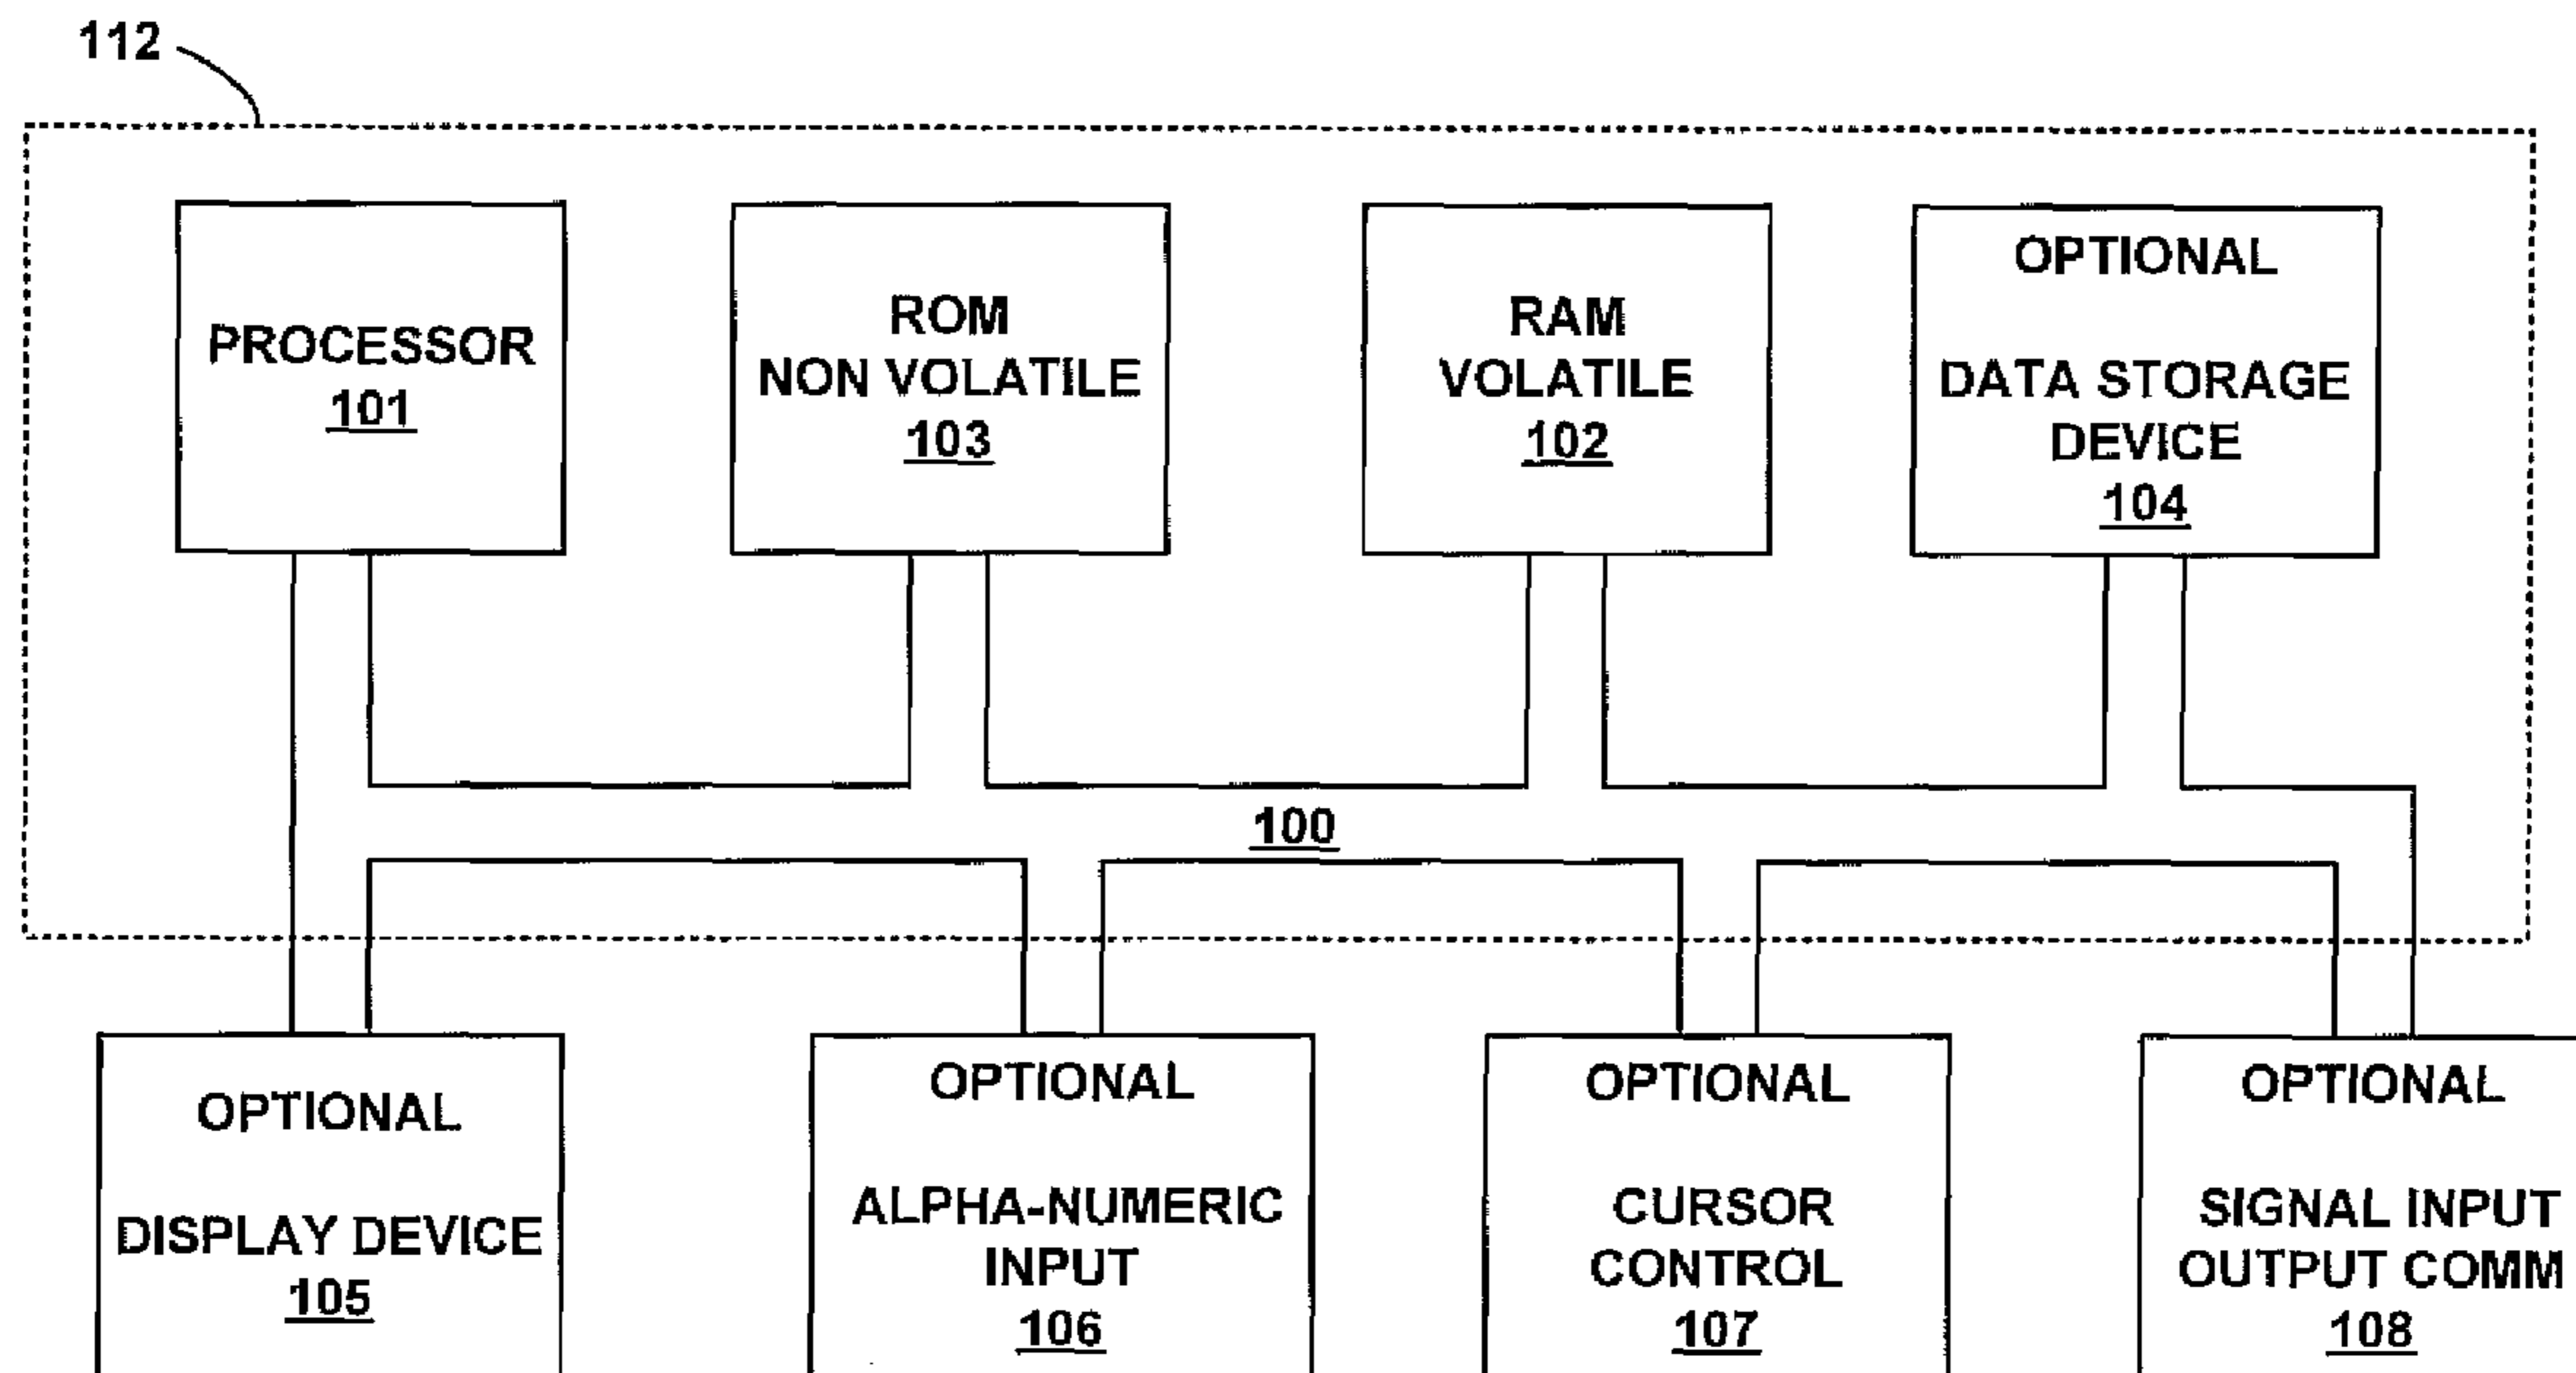 112
PROCESSOR
101
ROM
NON VOLATILE
103
RAM
VOLATILE
102
OPTIONAL
DATA STORAGE
DEVICE
104
100
OPTIONAL
DISPLAY DEVICE
105
OPTIONAL
ALPHA-NUMERIC
INPUT
106
OPTIONAL
CURSOR
CONTROL
107
OPTIONAL
SIGNAL INPUT
OUTPUT COMM
108